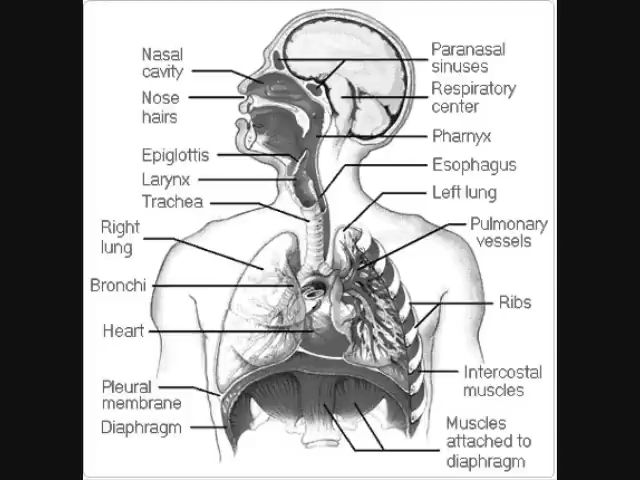 Nasal
cavity
Nose
hairs
Epiglottis
Larynx
Trachea
Right
lung
Bronchi
Heart
Pleural
membrane
Diaphragm
Paranasal
sinuses
Respiratory
center
Pharnyx
Esophagus
Left lung
Pulmonary
vessels
Ribs
Intercostal
muscles
Muscles
attached to
diaphragm